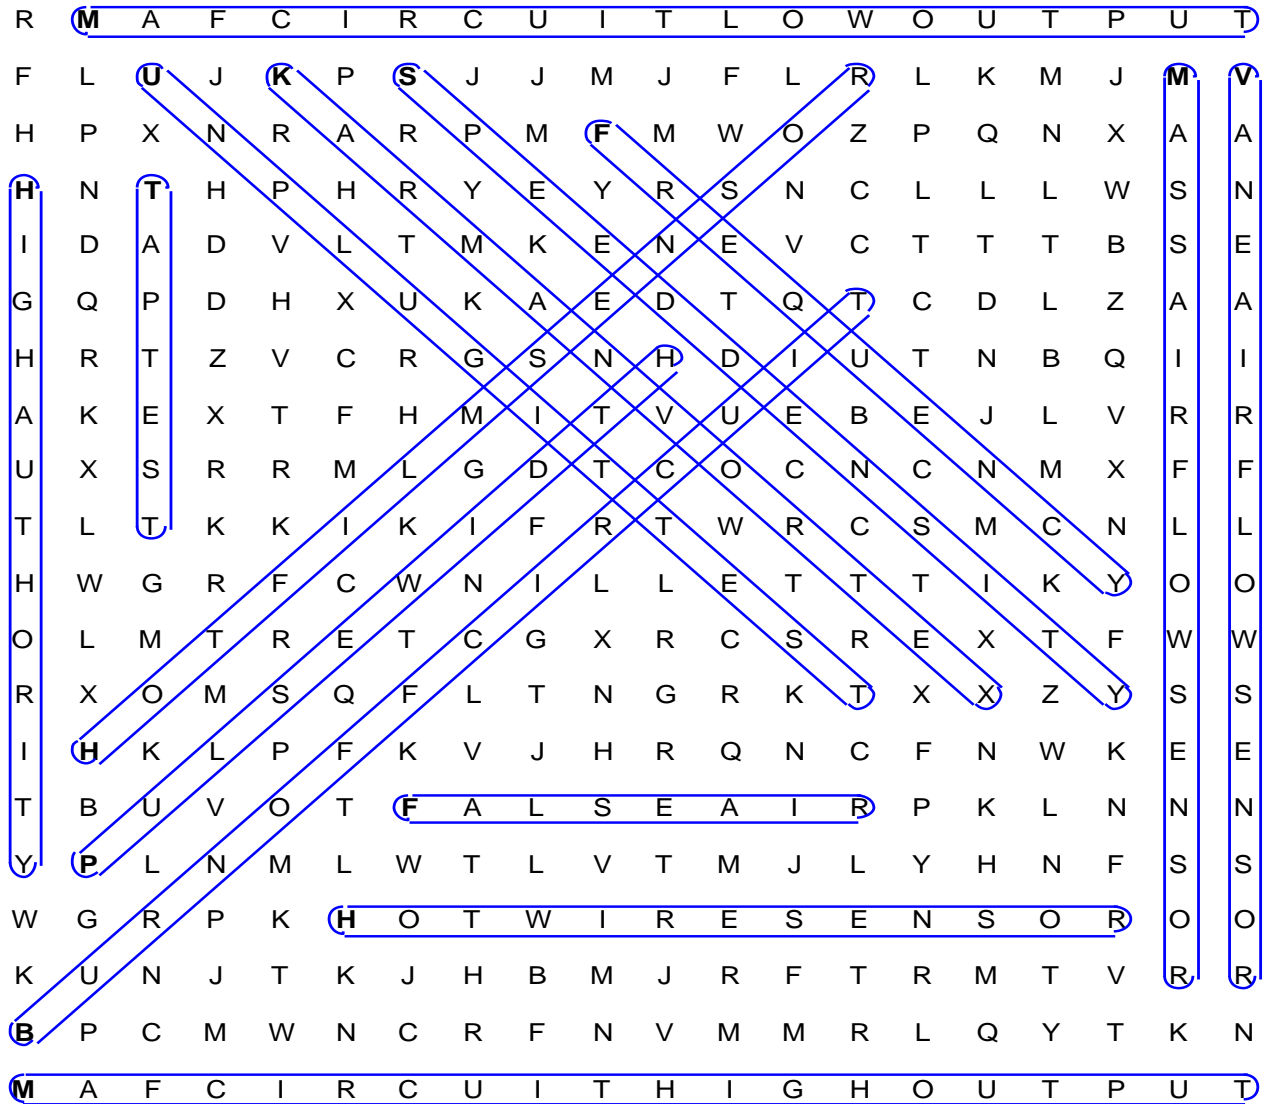 R M A F C I R C U I T L O W O U T P U T
F L U J K P S J J M J F L R L K M J M V
H P X N R A R P M F M W O Z P Q N X A A
H N T H P H R Y E Y R S N C L L L W S N
I D A D V L T M K E N E V C T T T B S E
G Q P D H X U K A E D T Q T C D L Z A A
H R T Z V C R G S N H D I U T N B Q I I
A K E X T F H M I T V U E B E J L V R R
U X S R R M L G D T C O C N C N M X F F
T L T K K I K I F R T W R C S M C N L L
H W G R F C W N I L L E T T T I K Y O O
O L M T R E T C G X R C S R E X T F W W
R X O M S Q F L T N G R K T X X Z Y S S
I H K L P F K V J H R Q N C F N W K E E
T B U V O T F A L S E A I R P K L N N N
Y P L N M L W T L V T M J L Y H N F S S
W G R P K H O T W I R E S E N S O R O O
K U N J T K J H B M J R F T R M T V R R
B P C M W N C R F N V M M R L Q Y T K N
M A F C I R C U I T H I G H O U T P U T